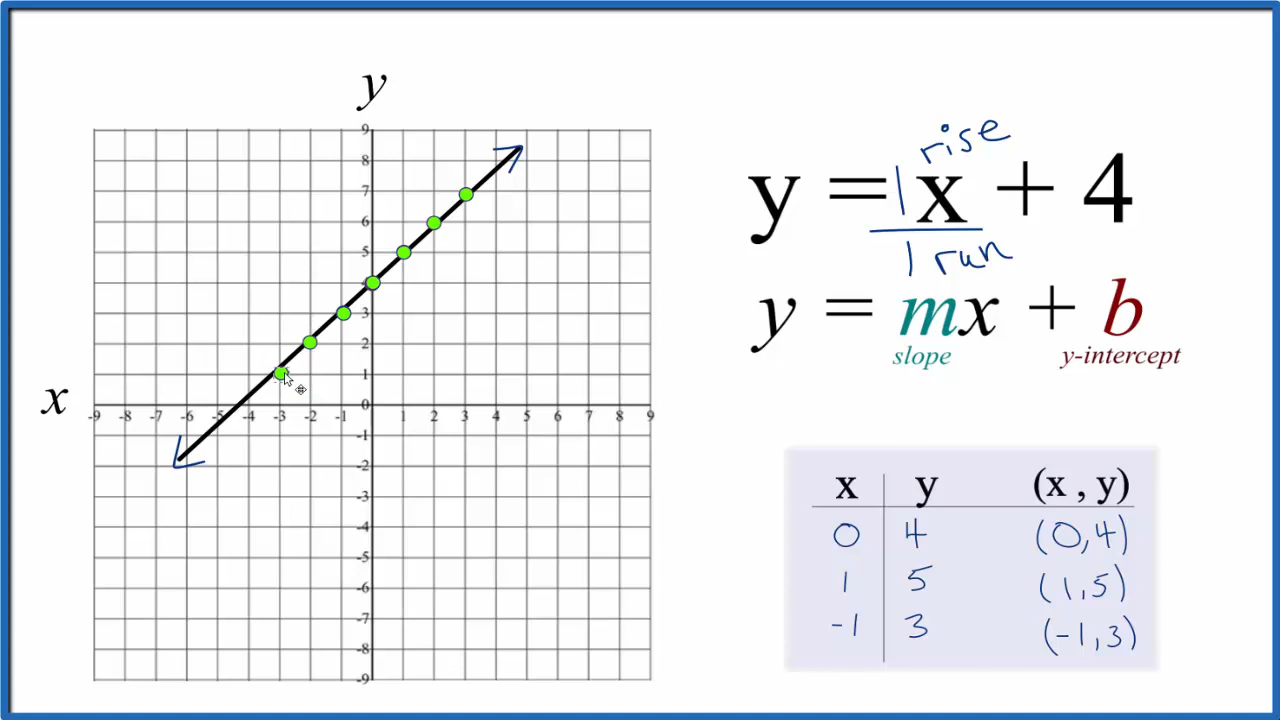 y
9
8
7
6
5
4
3
2
1
x
-9 -8 -7 -6 -5 -4 -3 -2 -1 0 1 2 3 4 5 6 7 8 9
-1
-2
-3
-4
-5
-6
-7
-8
-9
rise
y = 1x + 4
1 run
y = mx + b
slope y-intercept
x y (x , y)
0 4 (0,4)
1 5 (1,5)
-1 3 (-1,3)